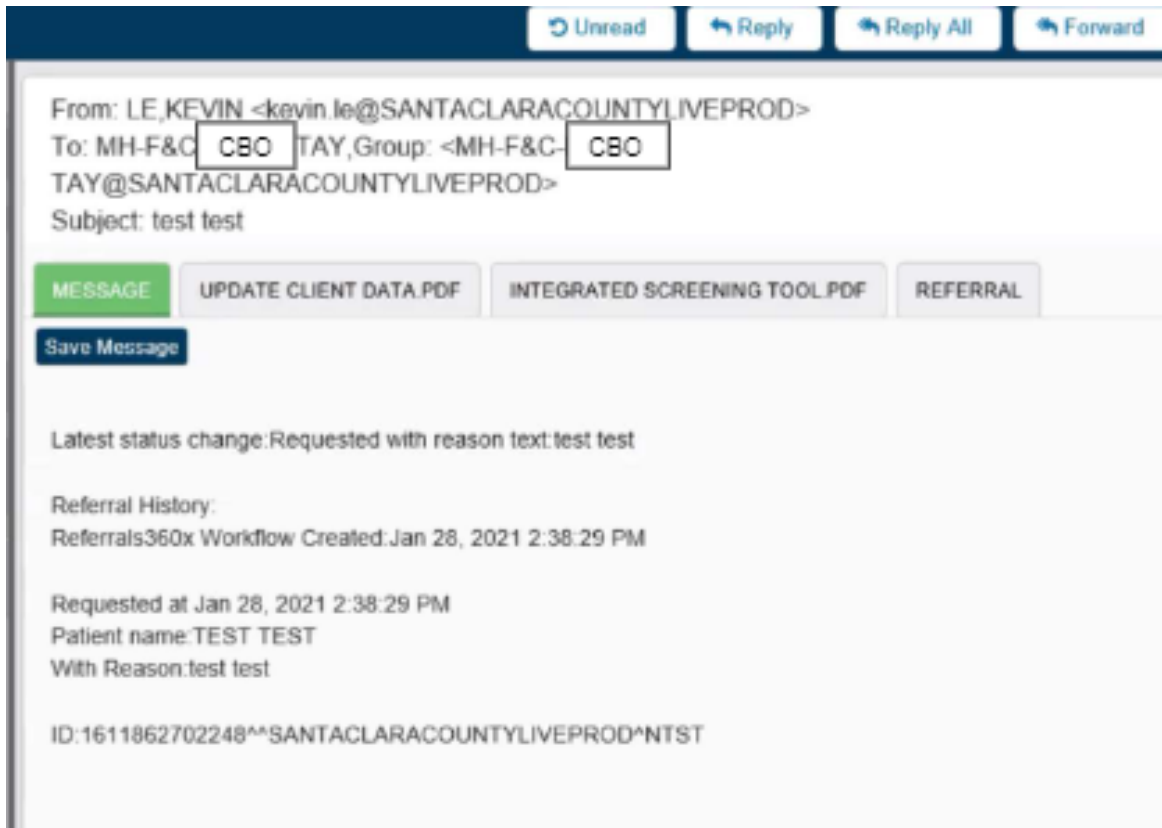 Unread Reply Reply All Forward
From: LE,KEVIN <kevin.le@SANTACLARACOUNTYLIVEPROD>
To: MH-F&C CBO TAY,Group: <MH-F&C- CBO
TAY@SANTACLARACOUNTYLIVEPROD>
Subject: test test
MESSAGE UPDATE CLIENT DATA.PDF INTEGRATED SCREENING TOOL.PDF REFERRAL
Save Message
Latest status change:Requested with reason text:test test
Referral History:
Referrals360x Workflow Created:Jan 28, 2021 2:38:29 PM
Requested at Jan 28, 2021 2:38:29 PM
Patient name:TEST TEST
With Reason:test test
ID:1611862702248^^SANTACLARACOUNTYLIVEPROD^NTST